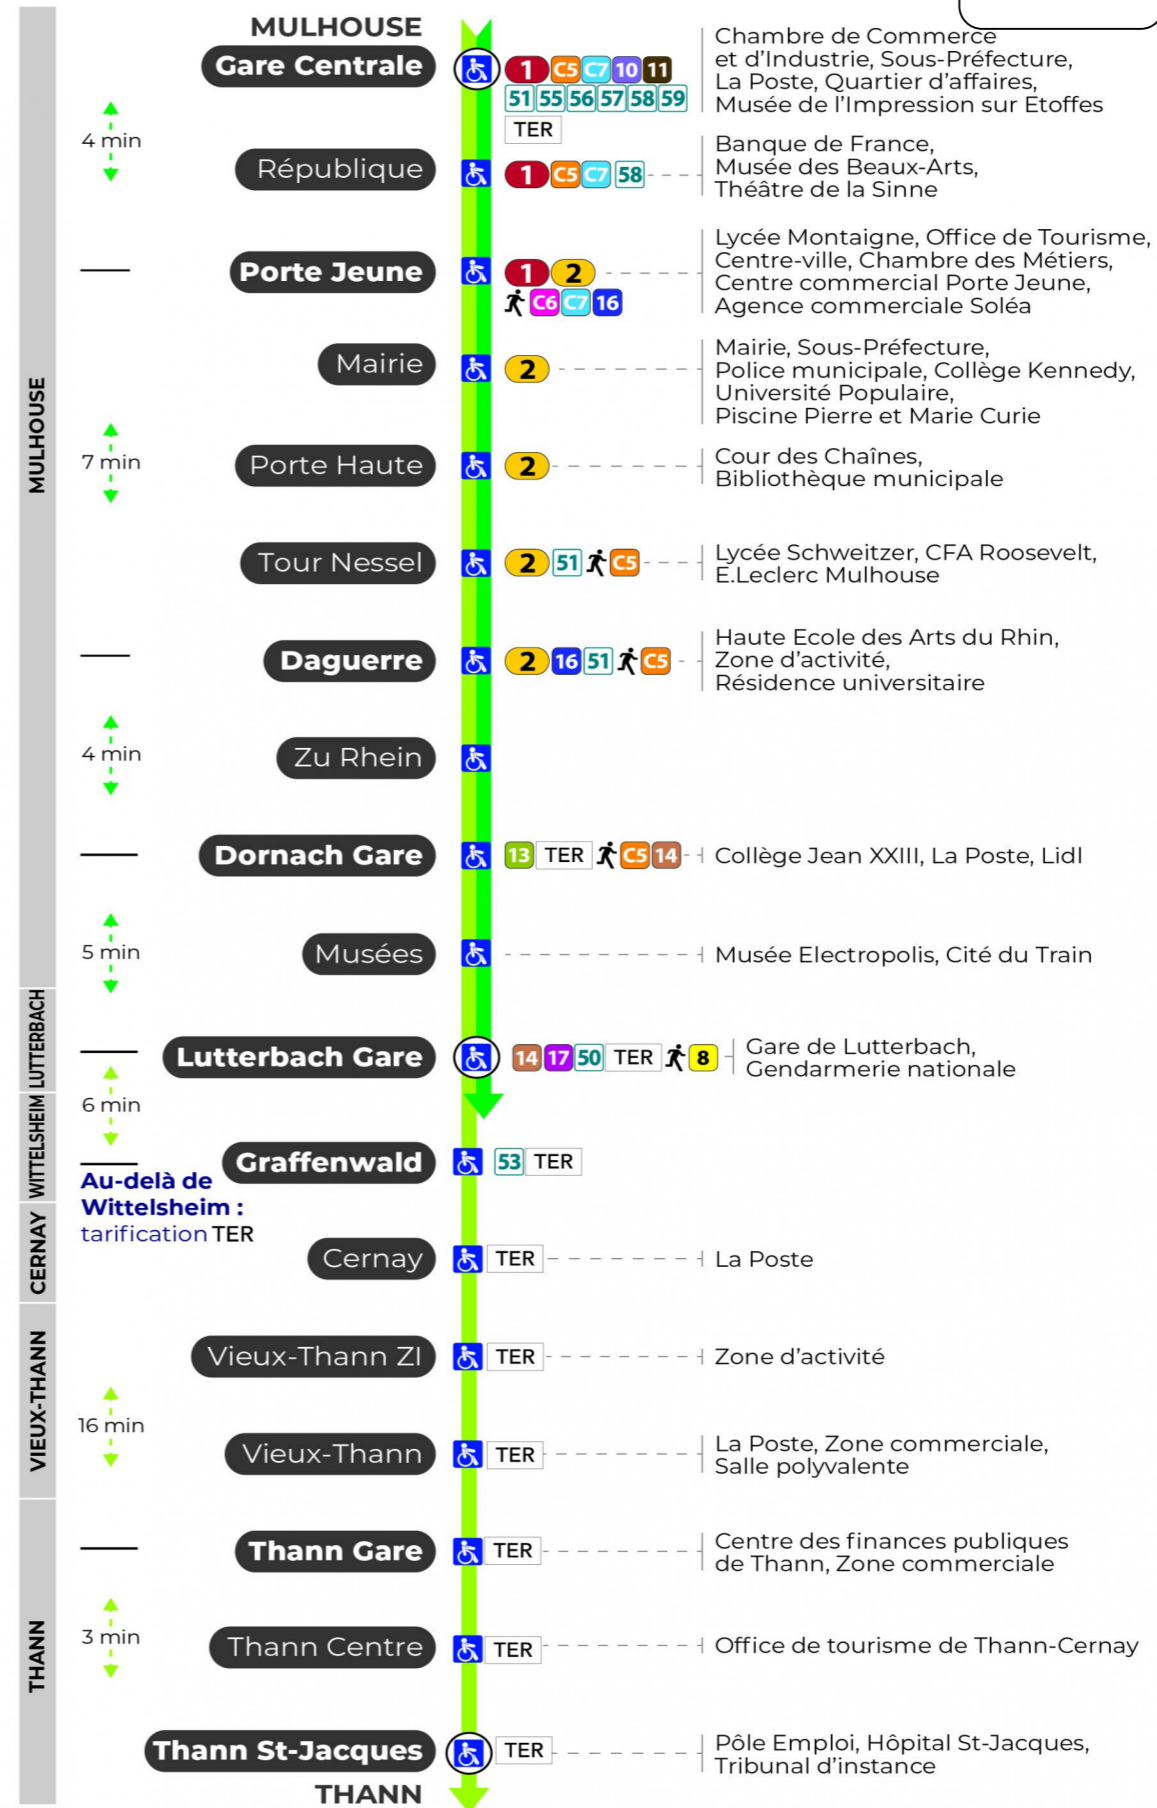 MULHOUSE
Gare Centrale
1 C5 C7 10 11
51 55 56 57 58 59
TER
Chambre de Commerce
et d'Industrie, Sous-Préfecture,
La Poste, Quartier d'affaires,
Musée de l'Impression sur Etoffes
4 min
République
1 C5 C7 58
Banque de France,
Musée des Beaux-Arts,
Théâtre de la Sinne
Porte Jeune
1 2
C6 C7 16
Lycée Montaigne, Office de Tourisme,
Centre-ville, Chambre des Métiers,
Centre commercial Porte Jeune,
Agence commerciale Soléa
Mairie
2
Mairie, Sous-Préfecture,
Police municipale, Collège Kennedy,
Université Populaire,
Piscine Pierre et Marie Curie
MULHOUSE
7 min
Porte Haute
2
Cour des Chaînes,
Bibliothèque municipale
Tour Nessel
2 51 C5
Lycée Schweitzer, CFA Roosevelt,
E.Leclerc Mulhouse
Daguerre
2 16 51 C5
Haute Ecole des Arts du Rhin,
Zone d'activité,
Résidence universitaire
4 min
Zu Rhein
Dornach Gare
13 TER C5 14
Collège Jean XXIII, La Poste, Lidl
5 min
Musées
Musée Electropolis, Cité du Train
LUTTERBACH
Lutterbach Gare
14 17 50 TER 8
Gare de Lutterbach,
Gendarmerie nationale
6 min
WITTELSHEIM
Graffenwald
53 TER
Au-delà de
Wittelsheim :
tarification TER
CERNAY
Cernay
TER
La Poste
VIEUX-THANN
Vieux-Thann ZI
TER
Zone d'activité
16 min
Vieux-Thann
TER
La Poste, Zone commerciale,
Salle polyvalente
Thann Gare
TER
Centre des finances publiques
de Thann, Zone commerciale
THANN
3 min
Thann Centre
TER
Office de tourisme de Thann-Cernay
Thann St-Jacques
TER
Pôle Emploi, Hôpital St-Jacques,
Tribunal d'instance
THANN